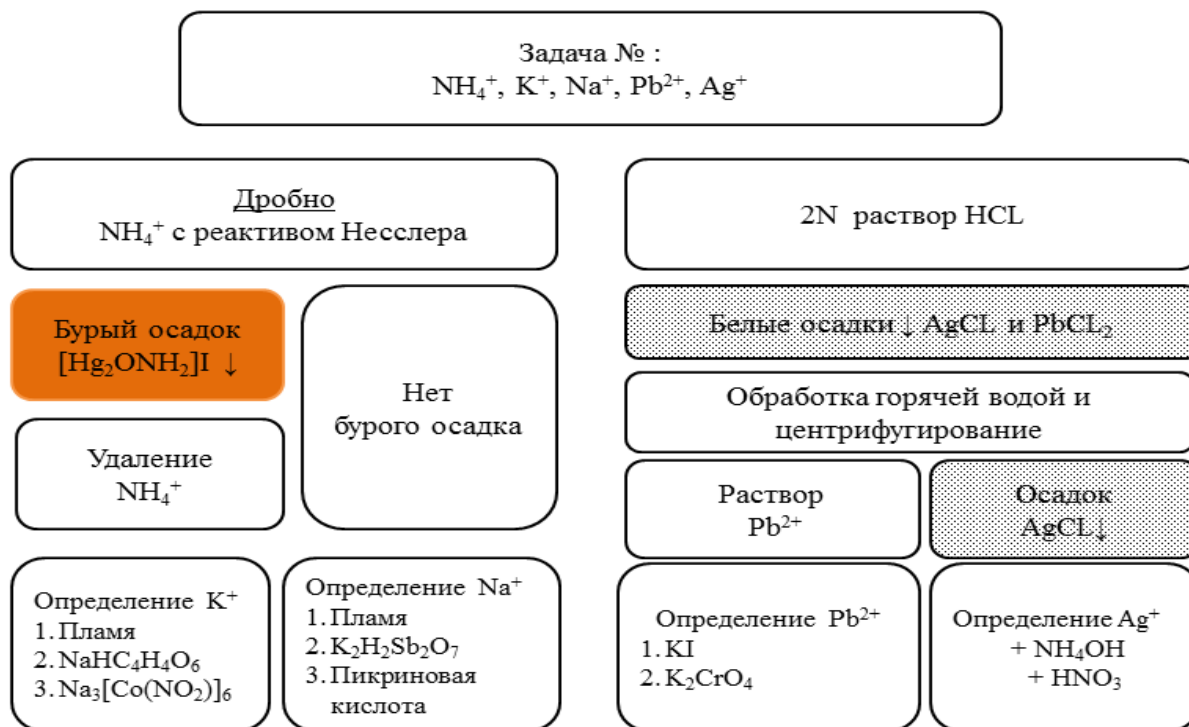 Задача № :
NH₄⁺, K⁺, Na⁺, Pb²⁺, Ag⁺
Дробно
NH₄⁺ с реактивом Несслера
Бурый осадок
[Hg₂ONH₂]I ↓
Удаление
NH₄⁺
Нет
бурого осадка
Определение K⁺
1. Пламя
2. NaHC₄H₄O₆
3. Na₃[Co(NO₂)]₆
Определение Na⁺
1. Пламя
2. K₂H₂Sb₂O₇
3. Пикриновая
кислота
2N раствор HCL
Белые осадки ↓ AgCL и PbCL₂
Обработка горячей водой и
центрифугирование
Раствор
Pb²⁺
Осадок
AgCL↓
Определение Pb²⁺
1. KI
2. K₂CrO₄
Определение Ag⁺
+ NH₄OH
+ HNO₃